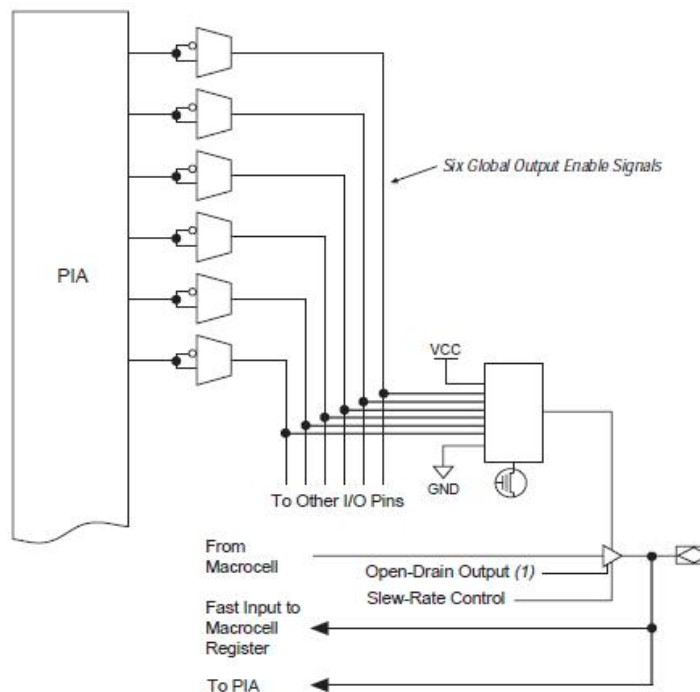 Six Global Output Enable Signals
PIA
VCC
GND
To Other I/O Pins
From
Macrocell
Open-Drain Output (1)
Slew-Rate Control
Fast Input to
Macrocell
Register
To PIA